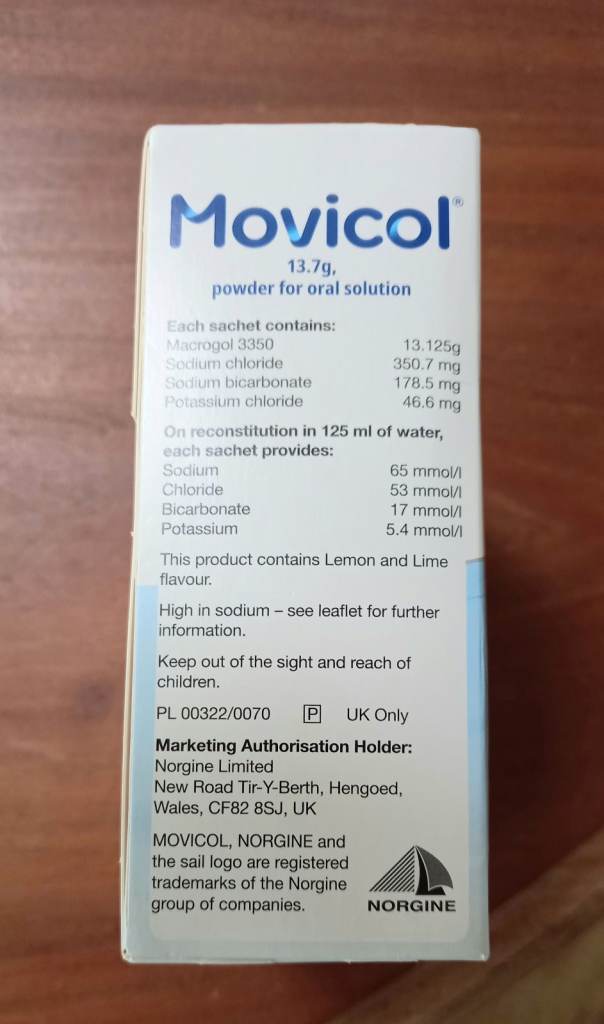 Movicol®
13.7g,
powder for oral solution
Each sachet contains:
Macrogol 3350 13.125g
Sodium chloride 350.7 mg
Sodium bicarbonate 178.5 mg
Potassium chloride 46.6 mg
On reconstitution in 125 ml of water,
each sachet provides:
Sodium 65 mmol/l
Chloride 53 mmol/l
Bicarbonate 17 mmol/l
Potassium 5.4 mmol/l
This product contains Lemon and Lime
flavour.
High in sodium – see leaflet for further
information.
Keep out of the sight and reach of
children.
PL 00322/0070 P UK Only
Marketing Authorisation Holder:
Norgine Limited
New Road Tir-Y-Berth, Hengoed,
Wales, CF82 8SJ, UK
MOVICOL, NORGINE and
the sail logo are registered
trademarks of the Norgine
group of companies.
NORGINE